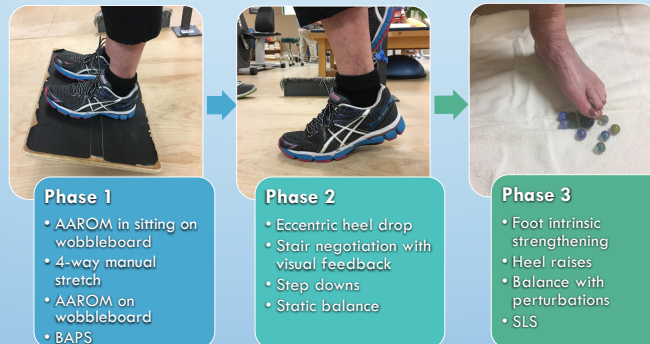 Phase 1
• AAROM in sitting on
wobbleboard
• 4-way manual
stretch
• AAROM on
wobbleboard
• BAPS
Phase 2
• Eccentric heel drop
• Stair negotiation with
visual feedback
• Step downs
• Static balance
Phase 3
• Foot intrinsic
strengthening
• Heel raises
• Balance with
perturbations
• SLS